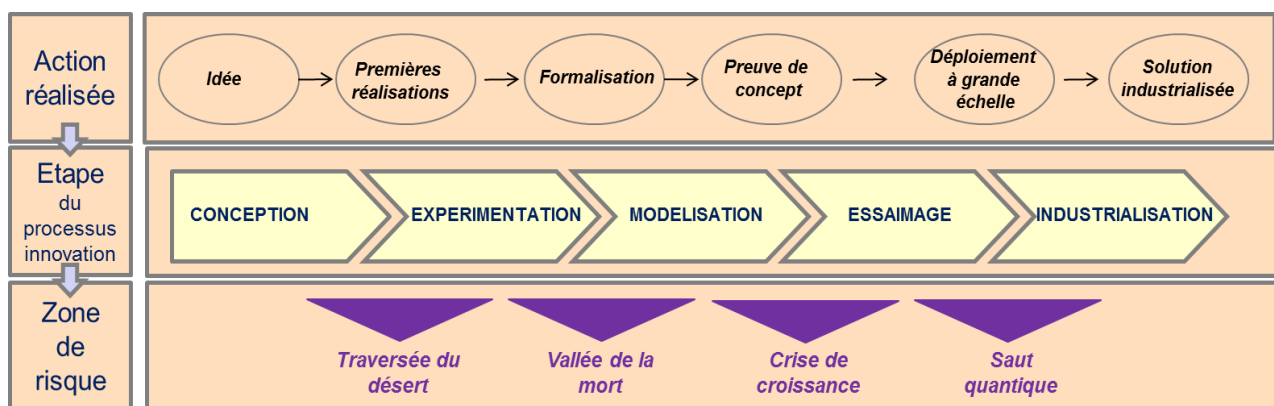 Action
réalisée
Idée
Premières
réalisations
Formalisation
Preuve de
concept
Déploiement
à grande
échelle
Solution
industrialisée
Etape
du
processus
innovation
CONCEPTION
EXPERIMENTATION
MODELISATION
ESSAIMAGE
INDUSTRIALISATION
Zone
de
risque
Traversée du
désert
Vallée de la
mort
Crise de
croissance
Saut
quantique